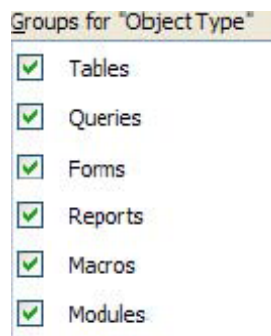 Groups for "Object Type"
Tables
Queries
Forms
Reports
Macros
Modules